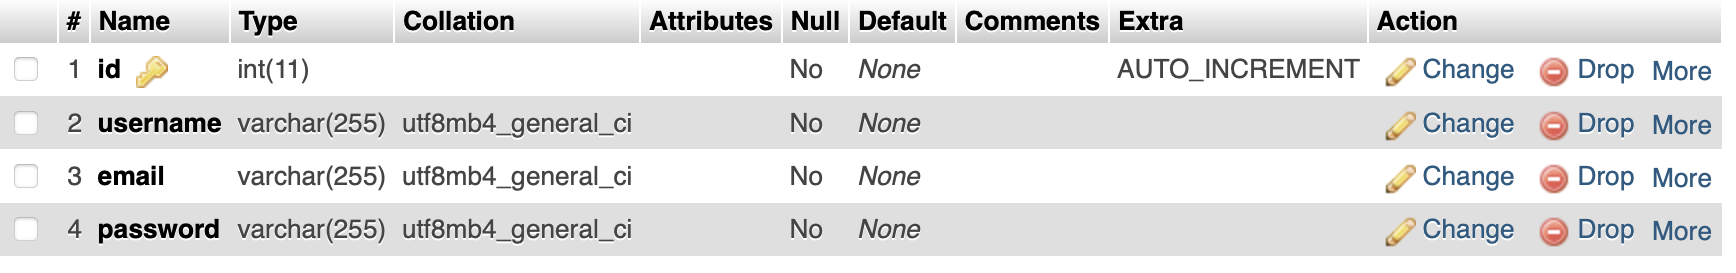 # Name Type Collation Attributes Null Default Comments Extra Action
1 id int(11) No None AUTO_INCREMENT Change Drop More
2 username varchar(255) utf8mb4_general_ci No None Change Drop More
3 email varchar(255) utf8mb4_general_ci No None Change Drop More
4 password varchar(255) utf8mb4_general_ci No None Change Drop More